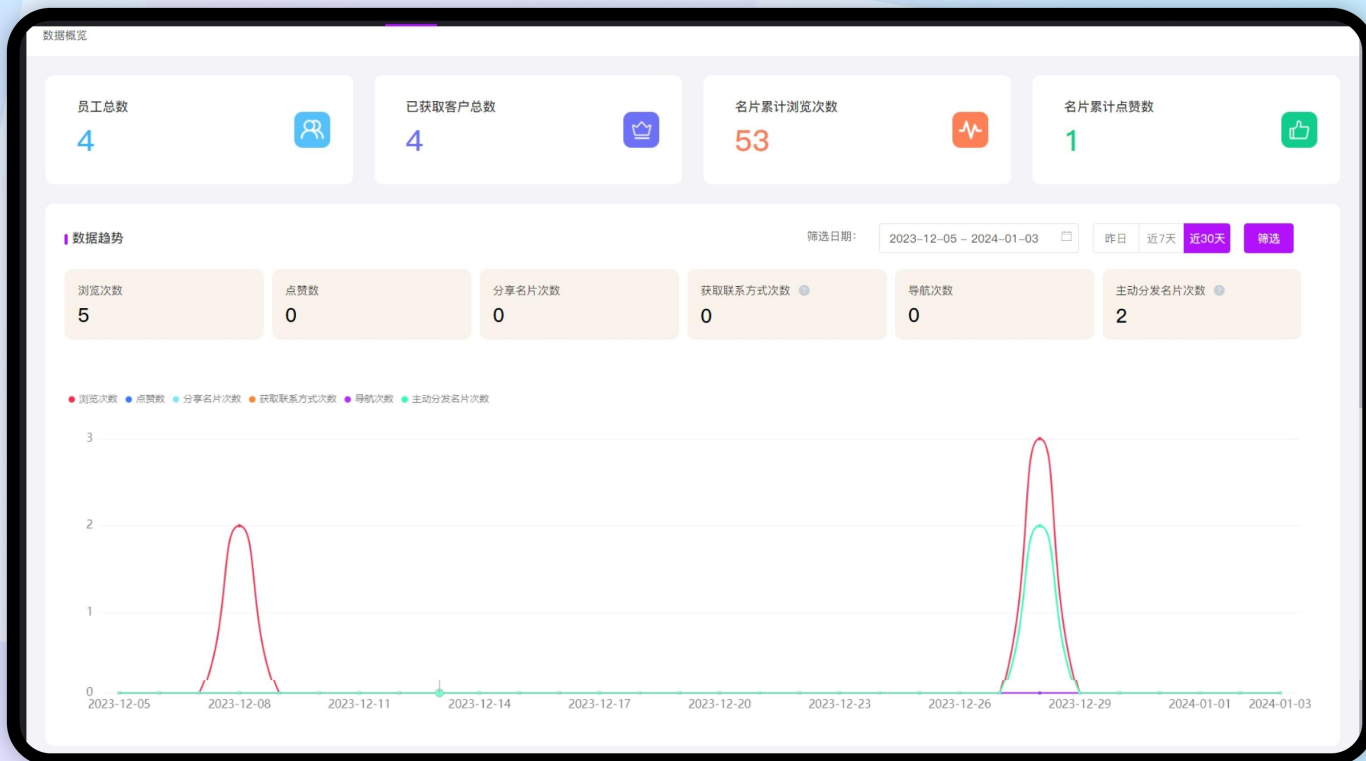 数据概览
员工总数
4
已获取客户总数
4
名片累计浏览次数
53
名片累计点赞数
1
数据趋势
筛选日期:
2023-12-05 - 2024-01-03
昨日 近7天 近30天 筛选
浏览次数
5
点赞数
0
分享名片次数
0
获取联系方式次数 ?
0
导航次数
0
主动分发名片次数 ?
2
浏览次数 点赞数 分享名片次数 获取联系方式次数 导航次数 主动分发名片次数
3
2
1
0
2023-12-05 2023-12-08 2023-12-11 2023-12-14 2023-12-17 2023-12-20 2023-12-23 2023-12-26 2023-12-29 2024-01-01 2024-01-03